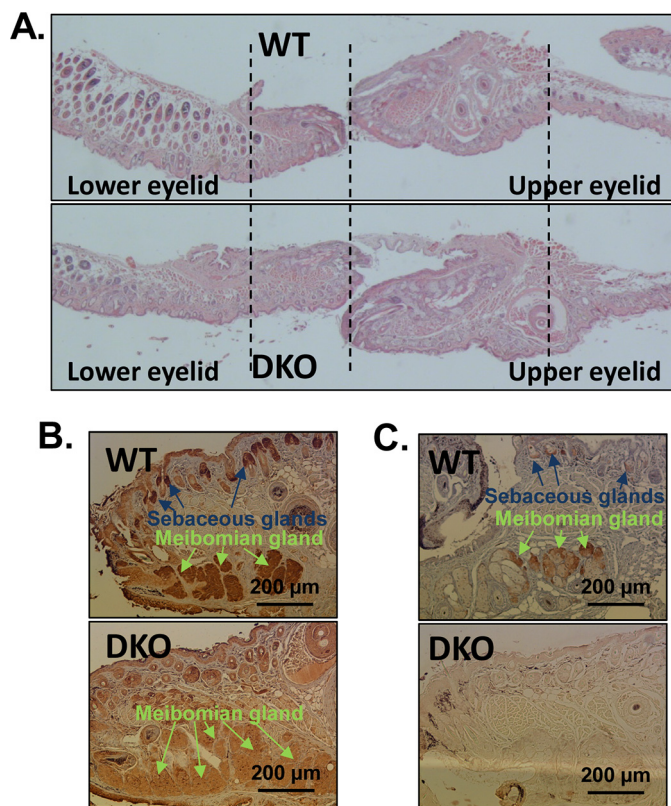 A.
WT
Lower eyelid
Upper eyelid
Lower eyelid
DKO
Upper eyelid
B.
WT
Sebaceous glands
Meibomian gland
200 µm
DKO
Meibomian gland
200 µm
C.
WT
Sebaceous glands
Meibomian gland
200 µm
DKO
200 µm